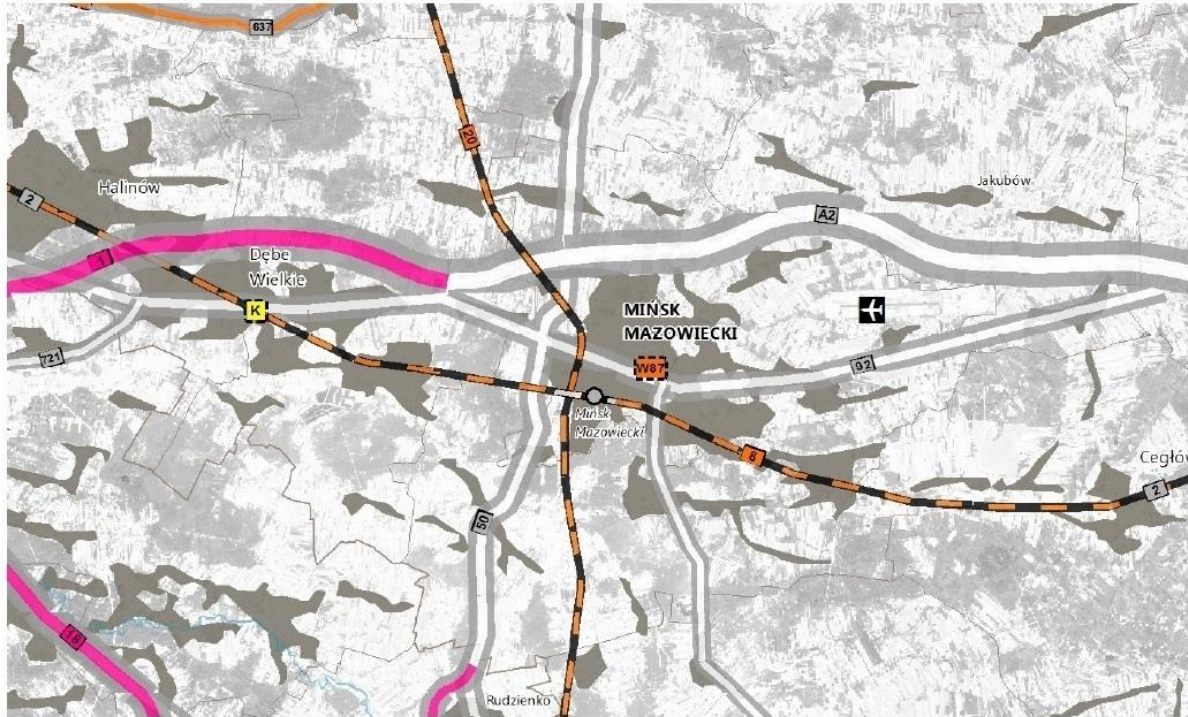 637
20
Halinów
2
Jakubów
A2
1
Dębe
Wielkie
K
MIŃSK
MAZOWIECKI
721
W87
92
Mińsk
Mazowiecki
8
Cegłów
2
50
18
Rudzienko